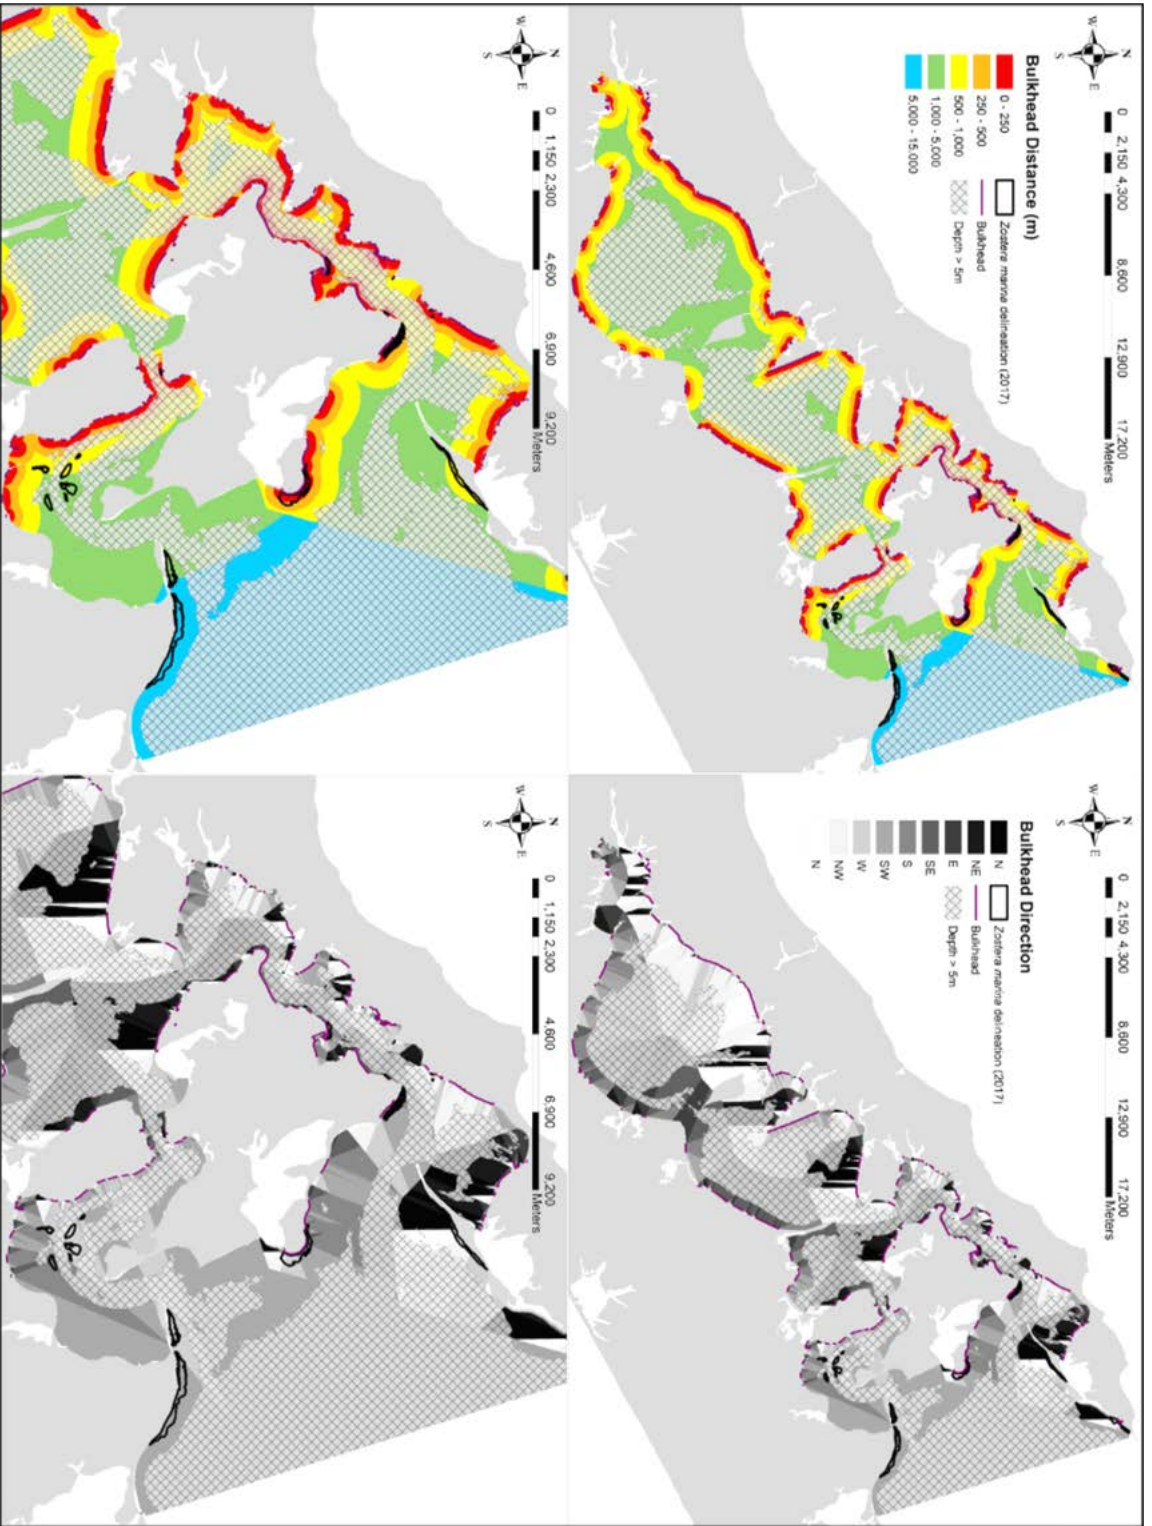 N
W E
S
0 2,150 4,300 8,600 12,900 17,200
Meters
Bulkhead Distance (m)
0 - 250 Zostera marina delineation (2017)
250 - 500 Bulkhead
500 - 1,000 Depth > 5m
1,000 - 5,000
5,000 - 15,000
N
W E
S
0 2,150 4,300 8,600 12,900 17,200
Meters
Bulkhead Direction
N Zostera marina delineation (2017)
NE Bulkhead
E Depth > 5m
SE
S
SW
W
NW
N
N
W E
S
0 1,150 2,300 4,600 6,900 9,200
Meters
N
W E
S
0 1,150 2,300 4,600 6,900 9,200
Meters